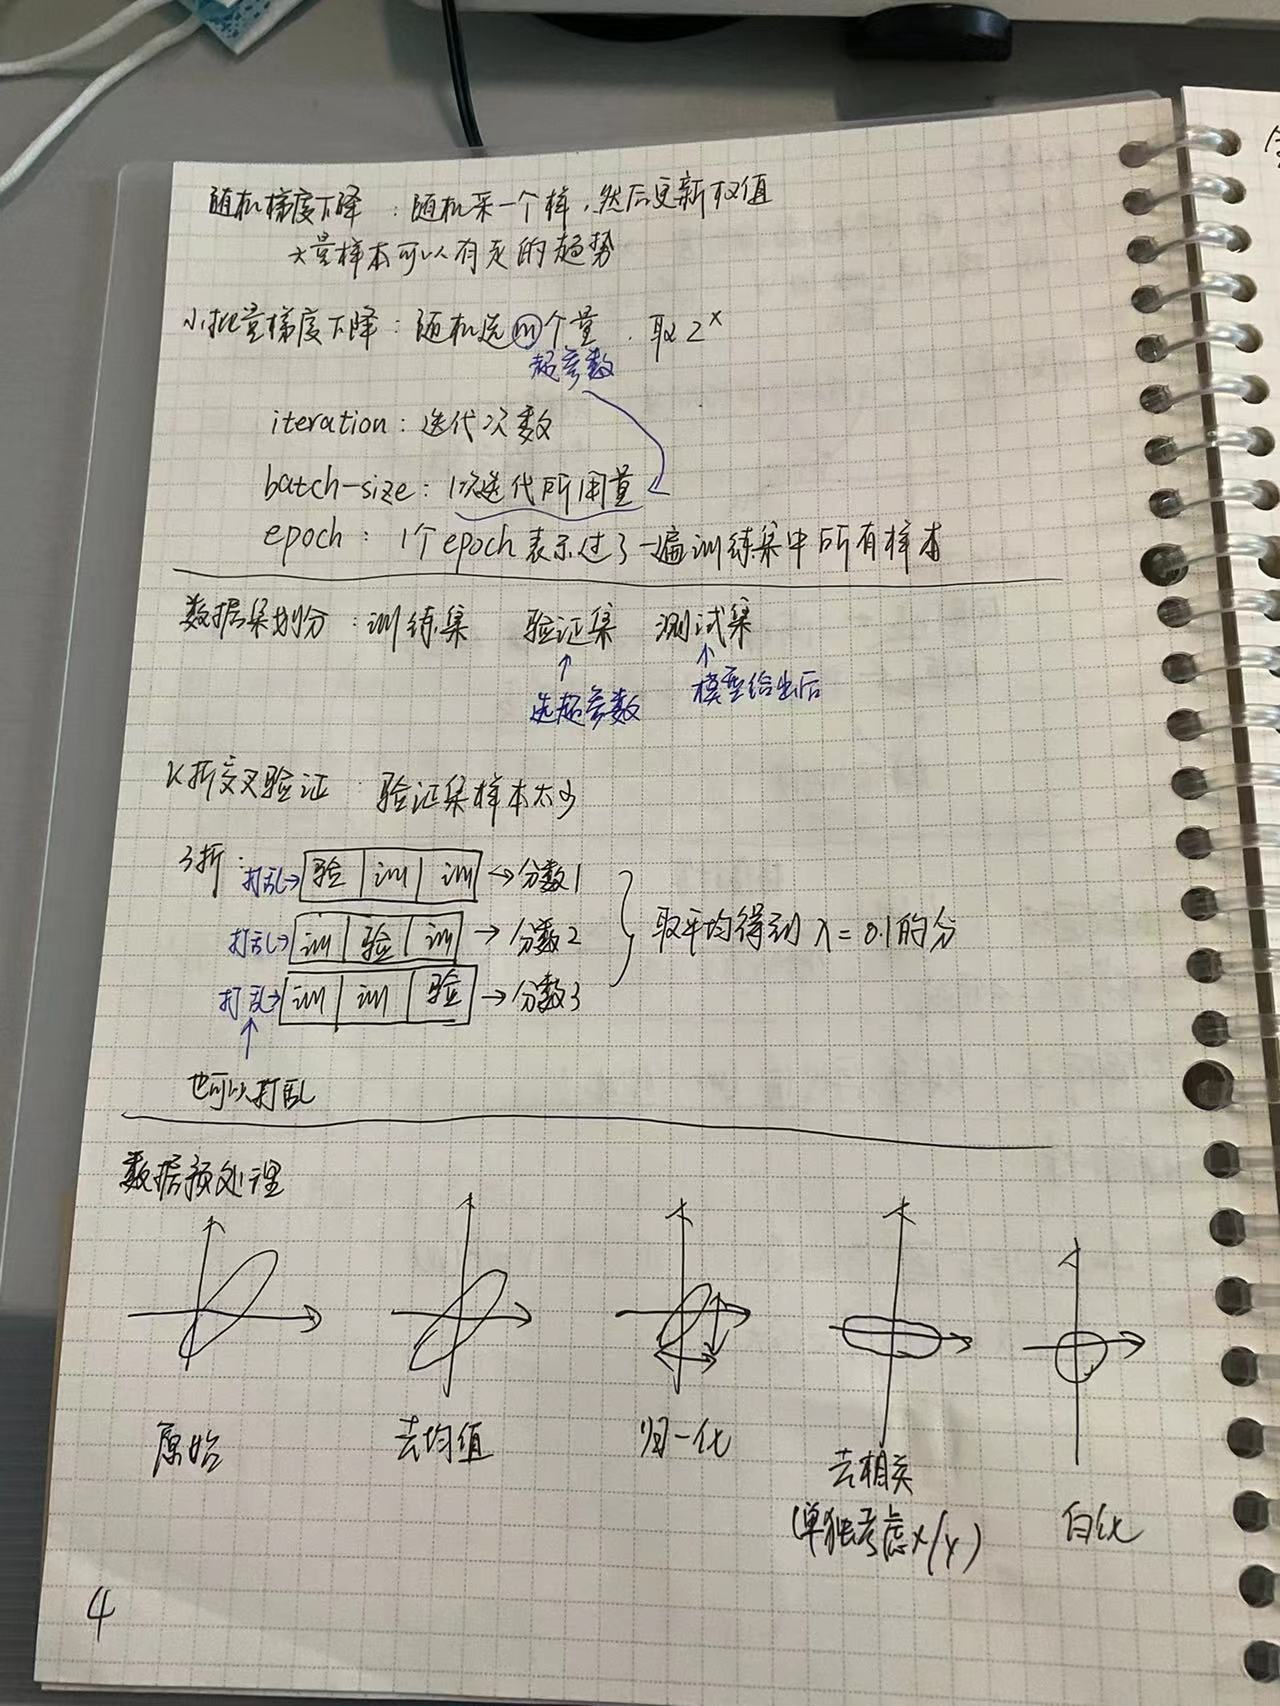 随机梯度下降：随机采一个样，然后更新权值
大量样本可以有走的趋势
小批量梯度下降：随机选m个量，取2^x
超参数
iteration：迭代次数
batch-size：1次迭代所用量
epoch：1个epoch表示过了一遍训练集中所有样本
数据集划分：训练集 验证集 测试集
选超参数 模型给出后
K折交叉验证：验证集样本太少
3折：打乱→ 验 训 训 → 分数1
打乱→ 训 验 训 → 分数2 取平均得到λ=0.1的分
打乱→ 训 训 验 → 分数3
也可以打乱
数据预处理
原始 去均值 归一化 去相关 白化
(单独考虑x/y)
4